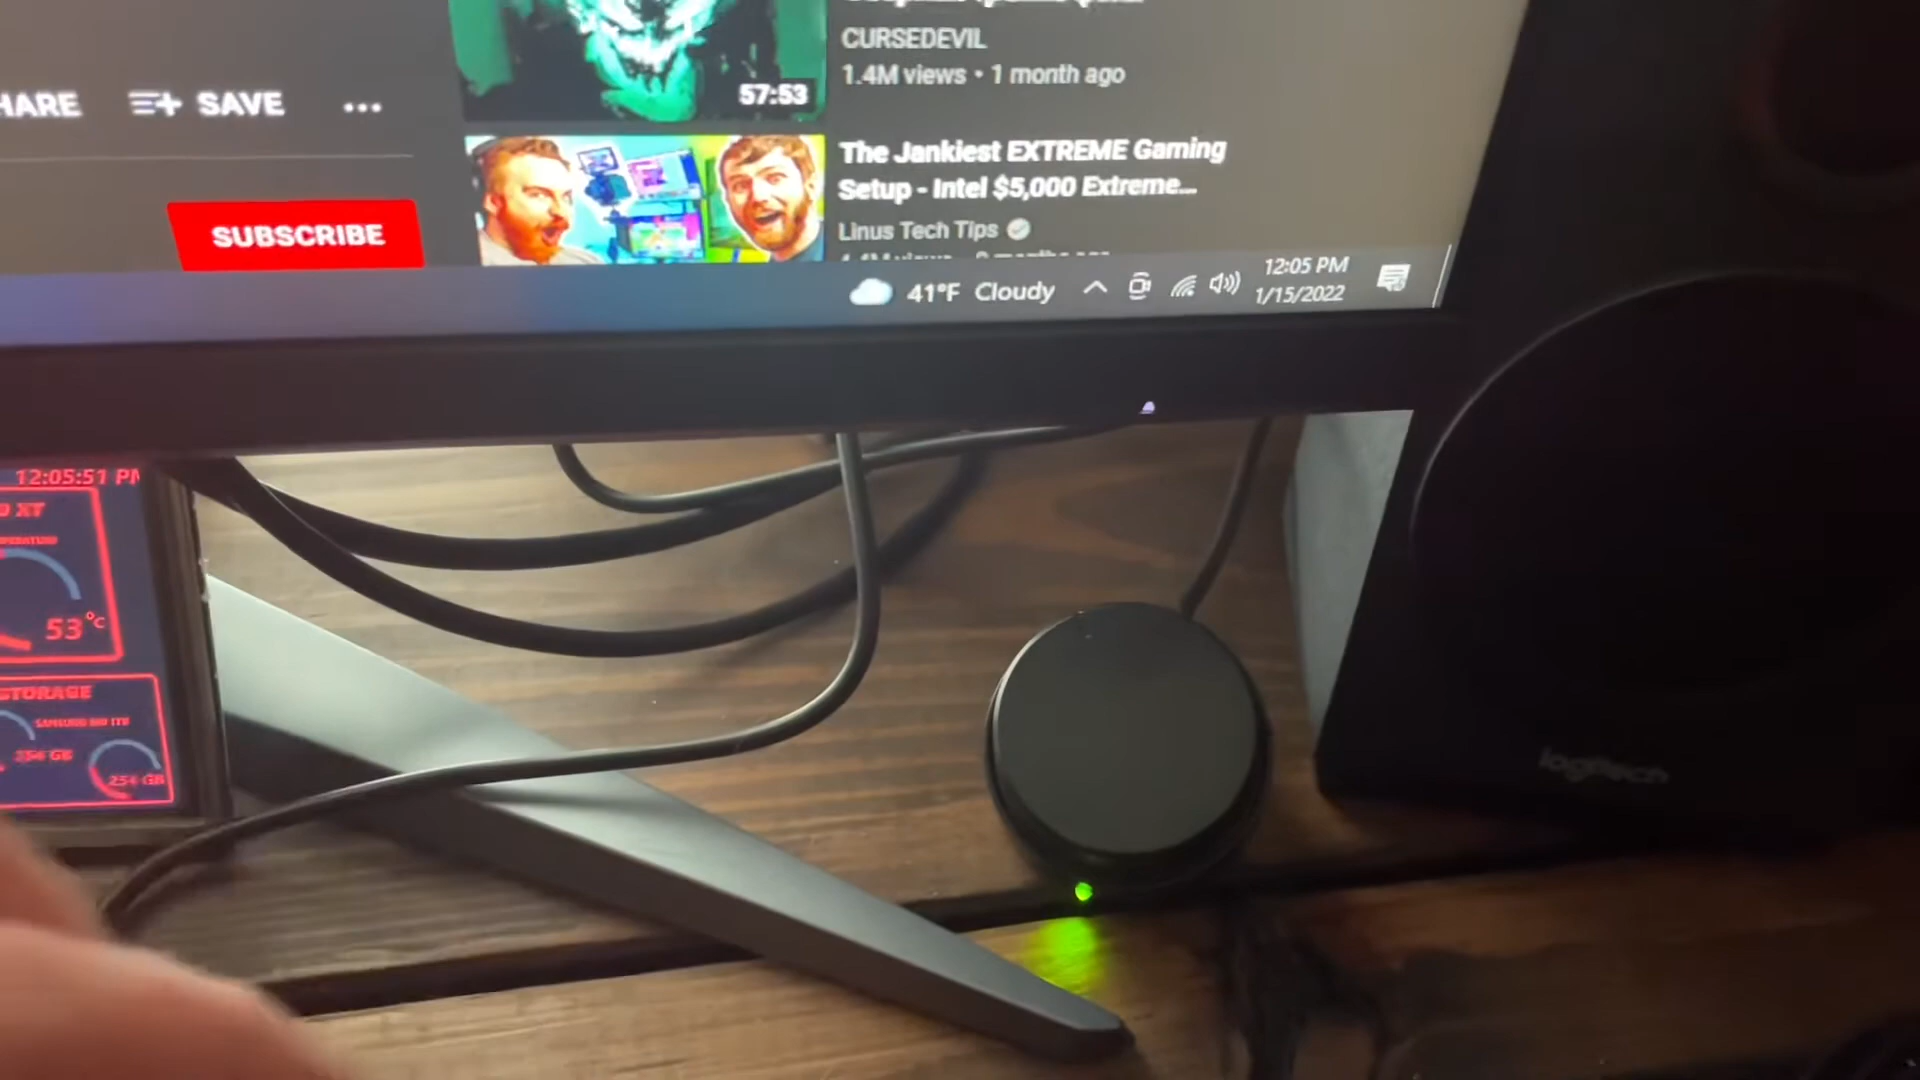 CURSEDEVIL
1.4M views • 1 month ago
57:53
HARE
SAVE
The Jankiest EXTREME Gaming
Setup - Intel $5,000 Extreme...
Linus Tech Tips
SUBSCRIBE
41°F Cloudy
12:05 PM
1/15/2022
12:05:51 PM
XT
53°C
STORAGE
254 GB
254 GB
logitech